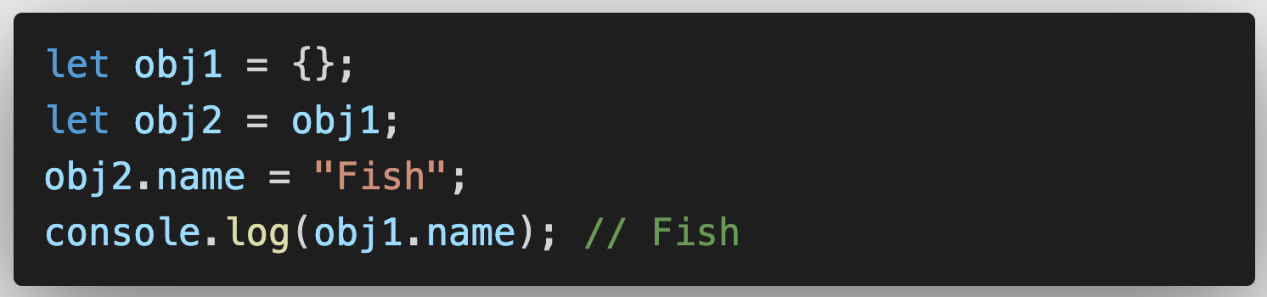 let obj1 = {};
let obj2 = obj1;
obj2.name = "Fish";
console.log(obj1.name); // Fish